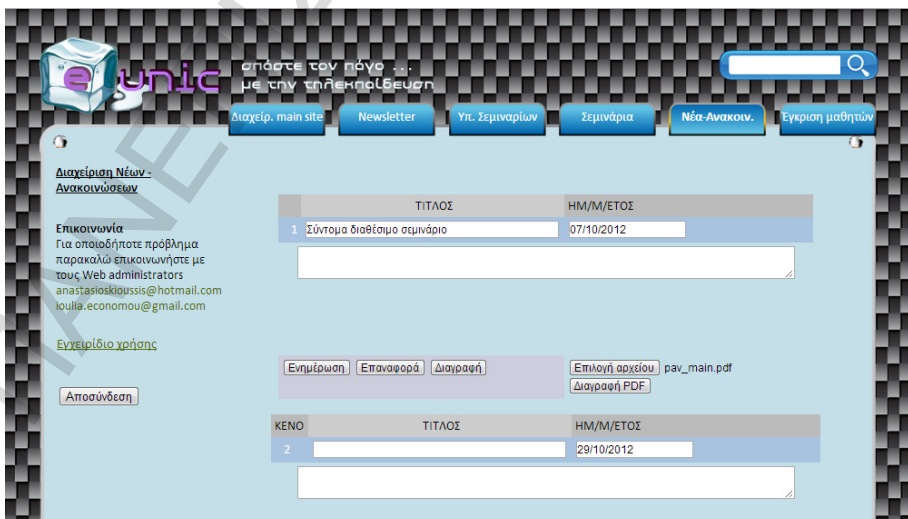 e unic
σπάστε τον πάγο ...
με την τηλεκπαίδευση
Διαχείρ. main site
Newsletter
Υπ. Σεμιναρίων
Σεμινάρια
Νέα-Ανακοιν.
Έγκριση μαθητών
Διαχείριση Νέων -
Ανακοινώσεων
Επικοινωνία
Για οποιοδήποτε πρόβλημα
παρακαλώ επικοινωνήστε με
τους Web administrators
anastasioskioussis@hotmail.com
ioulia.economou@gmail.com
Εγχειρίδιο χρήσης
Αποσύνδεση
ΤΙΤΛΟΣ ΗΜ/Μ/ΕΤΟΣ
1 Σύντομα διαθέσιμο σεμινάριο 07/10/2012
Ενημέρωση Επαναφορά Διαγραφή Επιλογή αρχείου pav_main.pdf
Διαγραφή PDF
ΚΕΝΟ ΤΙΤΛΟΣ ΗΜ/Μ/ΕΤΟΣ
2 29/10/2012